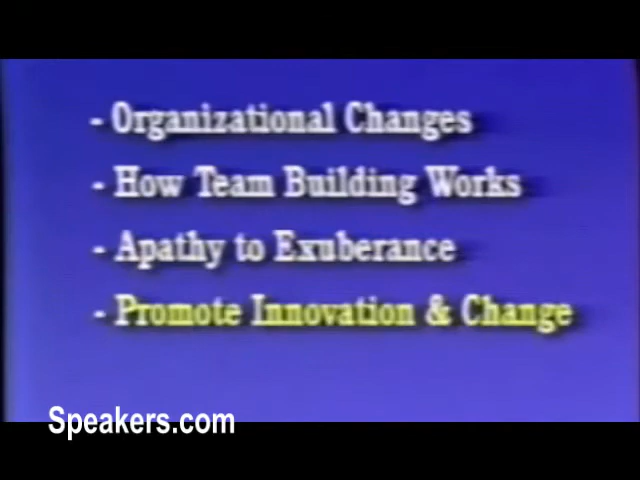 - Organizational Changes
- How Team Building Works
- Apathy to Exuberance
- Promote Innovation & Change
Speakers.com